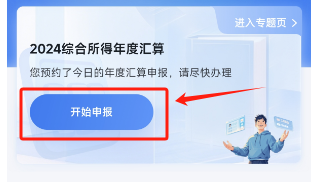 进入专题页 >
2024综合所得年度汇算
您预约了今日的年度汇算申报，请尽快办理
开始申报